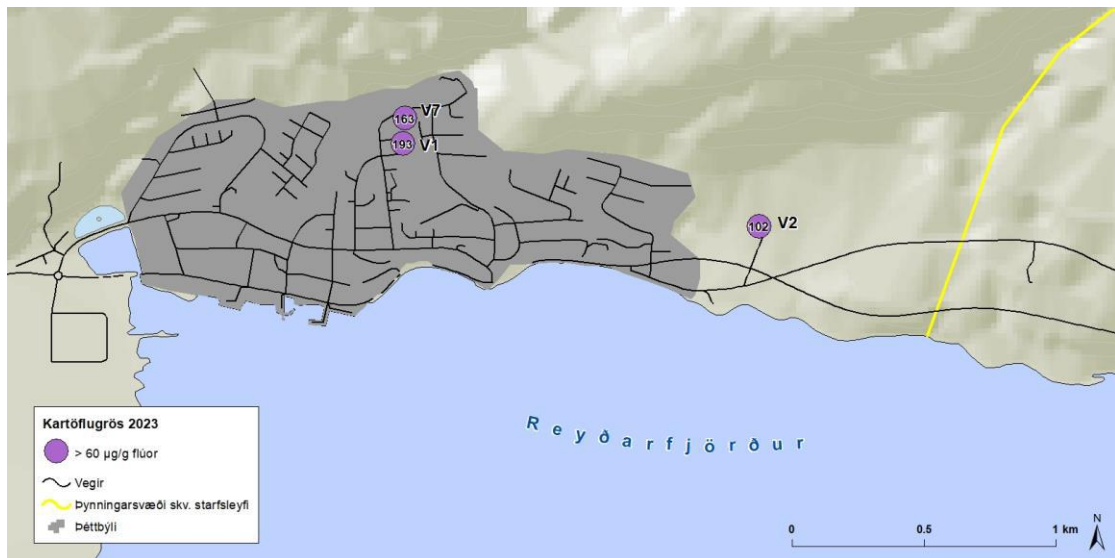 163 V7
193 V1
102 V2
Reyðarfjörður
Kartöflugrös 2023
> 60 µg/g flúor
Vegir
Þynningarsvæði skv. starfsleyfi
Þéttbýli
0 0.5 1 km
N